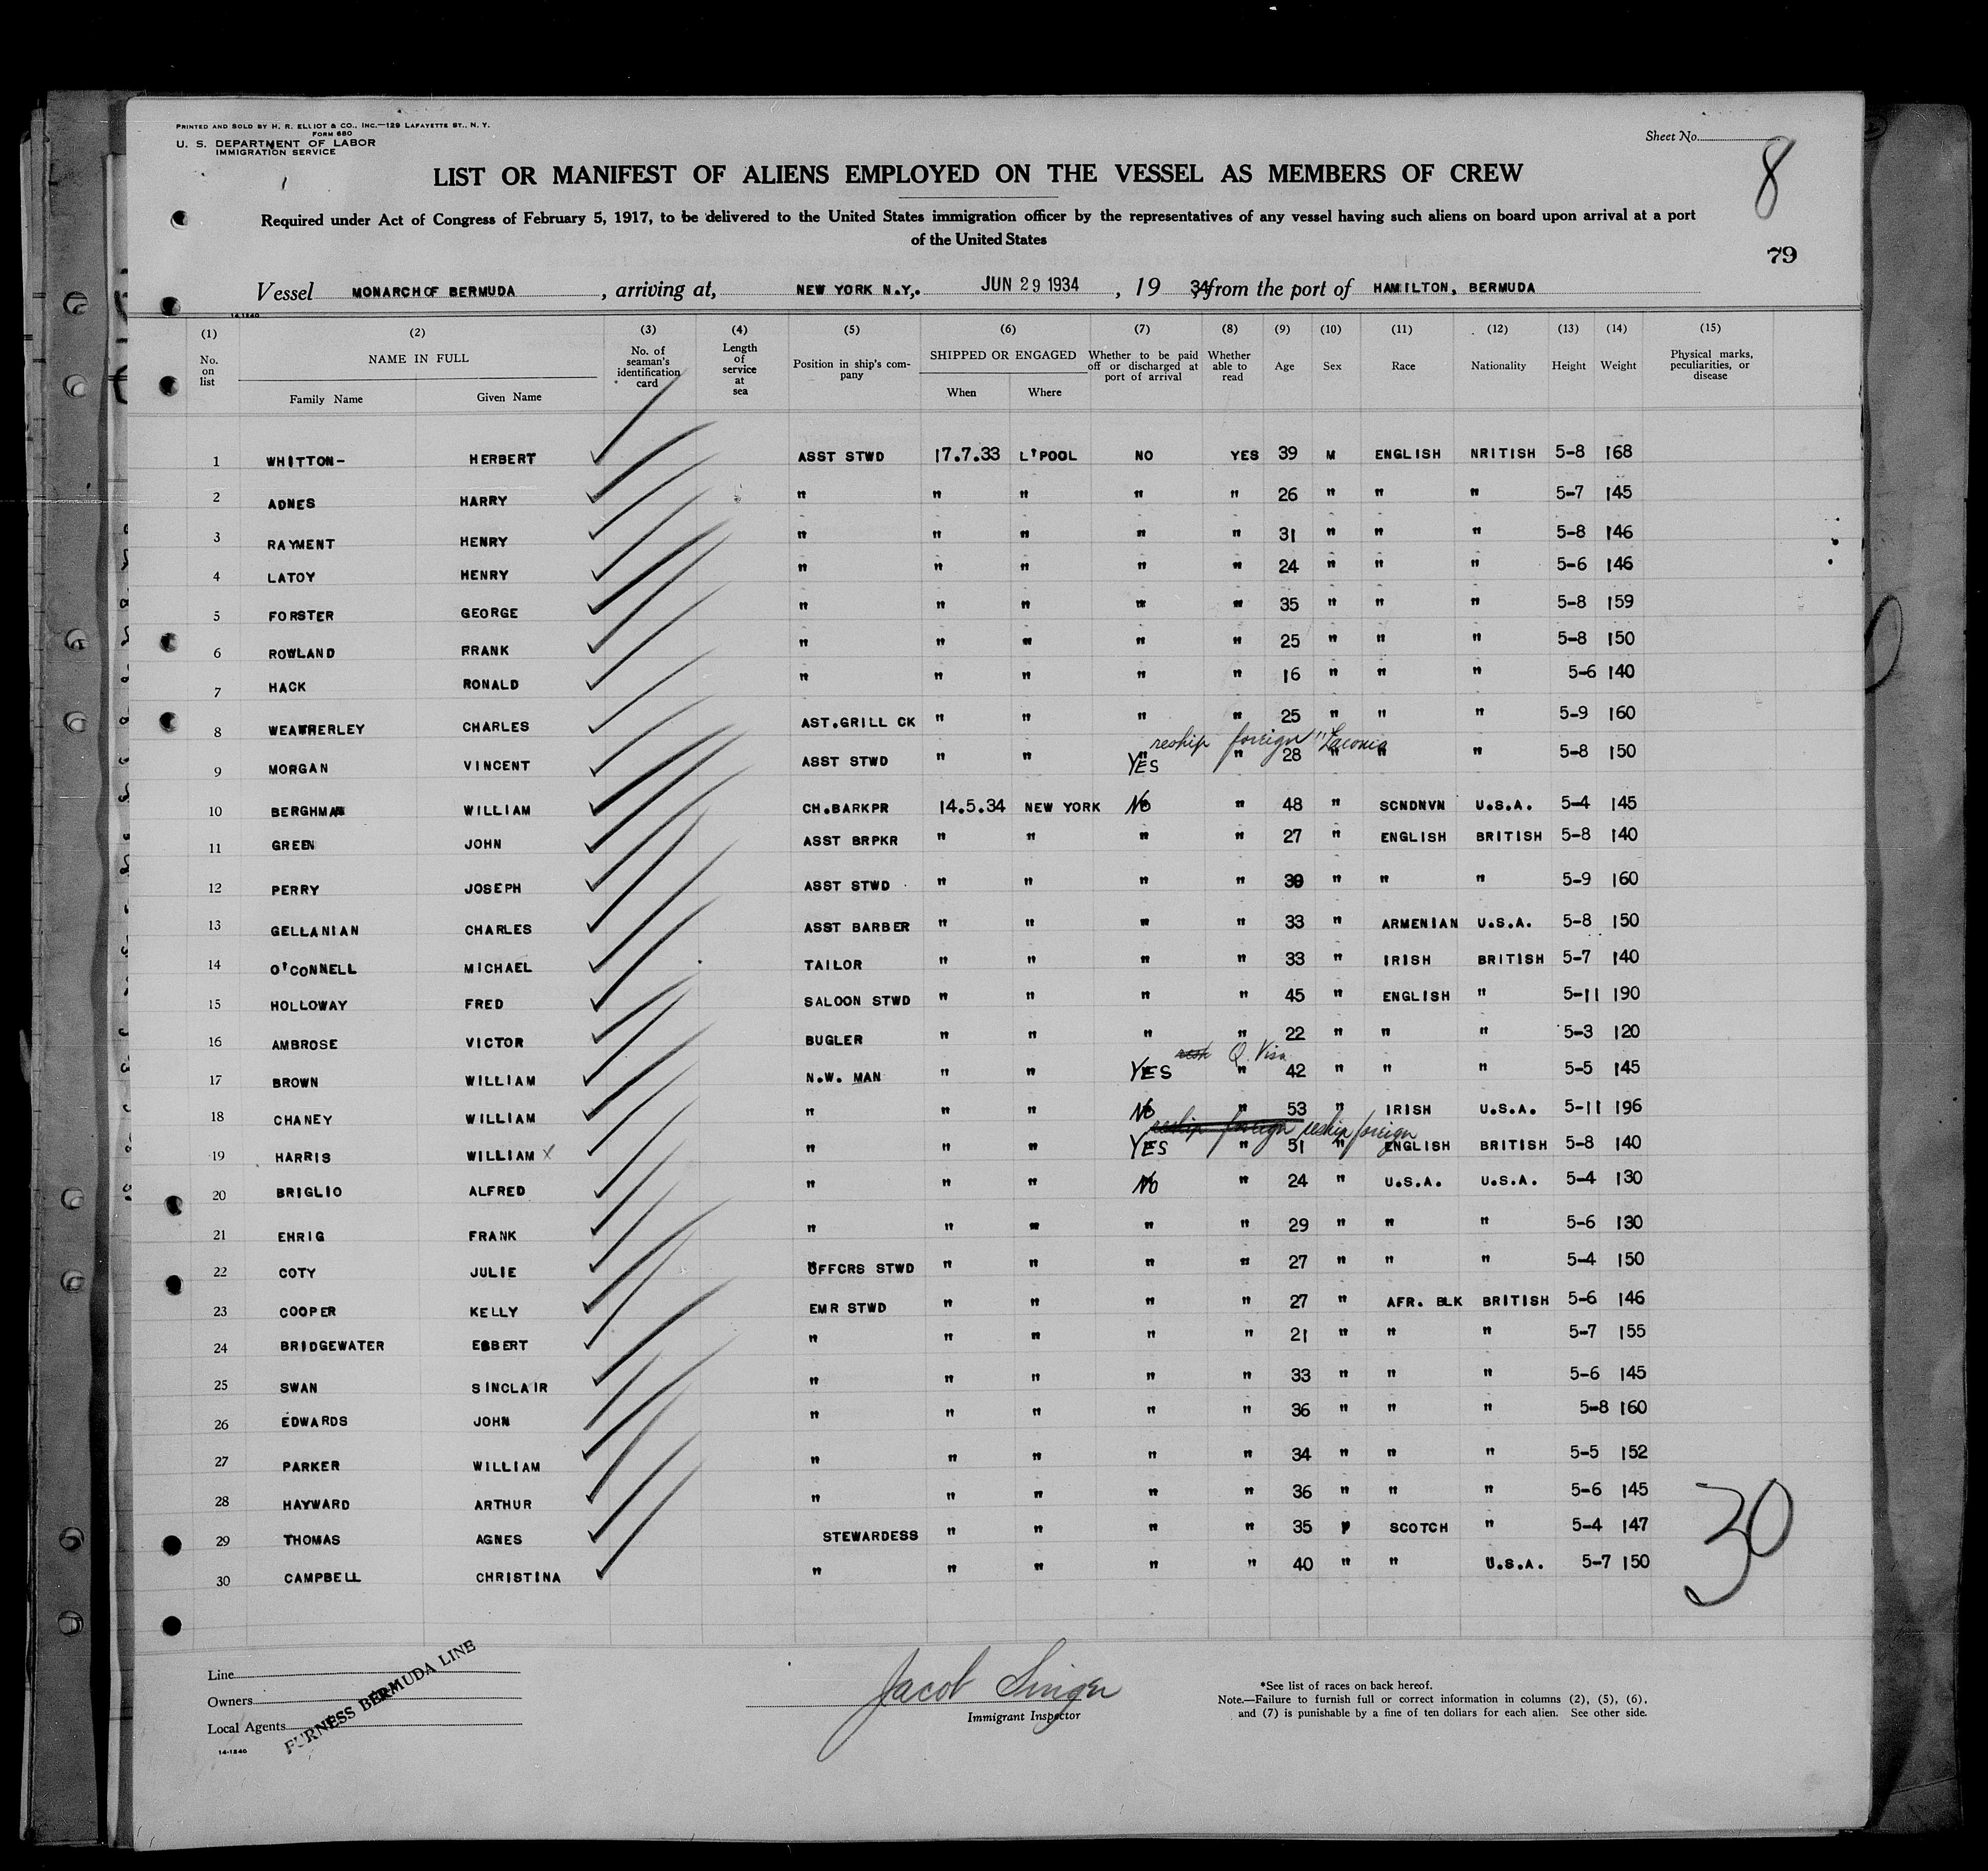 PRINTED AND SOLD BY H. R. ELLIOT & CO., INC.—129 LAFAYETTE ST., N. Y.
FORM 680
U. S. DEPARTMENT OF LABOR
IMMIGRATION SERVICE
Sheet No.
8
LIST OR MANIFEST OF ALIENS EMPLOYED ON THE VESSEL AS MEMBERS OF CREW
Required under Act of Congress of February 5, 1917, to be delivered to the United States immigration officer by the representatives of any vessel having such aliens on board upon arrival at a port
of the United States
79
Vessel MONARCH OF BERMUDA , arriving at, NEW YORK N.Y,. JUN 29 1934 , 19 34 from the port of HAMILTON, BERMUDA
14-1240
(1) (2) (3) (4) (5) (6) (7) (8) (9) (10) (11) (12) (13) (14) (15)
No. on list NAME IN FULL Family Name Given Name No. of seaman's identification card Length of service at sea Position in ship's company SHIPPED OR ENGAGED When Where Whether to be paid off or discharged at port of arrival Whether able to read Age Sex Race Nationality Height Weight Physical marks, peculiarities, or disease
1 WHITTON- HERBERT ASST STWD 17.7.33 L'POOL NO YES 39 M ENGLISH NRITISH 5-8 168
2 ADNES HARRY " " " " " 26 " " " 5-7 145
3 RAYMENT HENRY " " " " " 31 " " " 5-8 146
4 LATOY HENRY " " " " " 24 " " " 5-6 146
5 FORSTER GEORGE " " " " " 35 " " " 5-8 159
6 ROWLAND FRANK " " " " " 25 " " " 5-8 150
7 HACK RONALD " " " " " 16 " " " 5-6 140
8 WEATHERLEY CHARLES AST.GRILL CK " " " " 25 " " " 5-9 160
reship foreign "Laconia
9 MORGAN VINCENT ASST STWD " " YES " 28 " " " 5-8 150
10 BERGHMAN WILLIAM CH.BARKPR 14.5.34 NEW YORK No " 48 " SCNDNVN U.S.A. 5-4 145
11 GREEN JOHN ASST BRPKR " " " " 27 " ENGLISH BRITISH 5-8 140
12 PERRY JOSEPH ASST STWD " " " " 39 " " " 5-9 160
13 GELLANIAN CHARLES ASST BARBER " " " " 33 " ARMENIAN U.S.A. 5-8 150
14 O'CONNELL MICHAEL TAILOR " " " " 33 " IRISH BRITISH 5-7 140
15 HOLLOWAY FRED SALOON STWD " " " " 45 " ENGLISH " 5-11 190
16 AMBROSE VICTOR BUGLER " " " " 22 " " " 5-3 120
resh Q. Visa
17 BROWN WILLIAM N.W. MAN " " YES " 42 " " " 5-5 145
18 CHANEY WILLIAM " " " No " 53 " IRISH U.S.A. 5-11 196
reship foreign reship foreign
19 HARRIS WILLIAM X " " " YES " 51 " ENGLISH BRITISH 5-8 140
20 BRIGLIO ALFRED " " " No " 24 " U.S.A. U.S.A. 5-4 130
21 EHRIG FRANK " " " " " 29 " " " 5-6 130
22 COTY JULIE OFFCRS STWD " " " " 27 " " " 5-4 150
23 COOPER KELLY EMR STWD " " " " 27 " AFR. BLK BRITISH 5-6 146
24 BRIDGEWATER EGBERT " " " " " 21 " " " 5-7 155
25 SWAN SINCLAIR " " " " " 33 " " " 5-6 145
26 EDWARDS JOHN " " " " " 36 " " " 5-8 160
27 PARKER WILLIAM " " " " " 34 " " " 5-5 152
28 HAYWARD ARTHUR " " " " " 36 " " " 5-6 145
29 THOMAS AGNES STEWARDESS " " " " 35 F SCOTCH " 5-4 147
30 CAMPBELL CHRISTINA " " " " " 40 " " U.S.A. 5-7 150
30
Line
Owners
Local Agents
FURNESS BERMUDA LINE
14-1240
Jacob Singer
Immigrant Inspector
*See list of races on back hereof.
Note.—Failure to furnish full or correct information in columns (2), (5), (6),
and (7) is punishable by a fine of ten dollars for each alien. See other side.